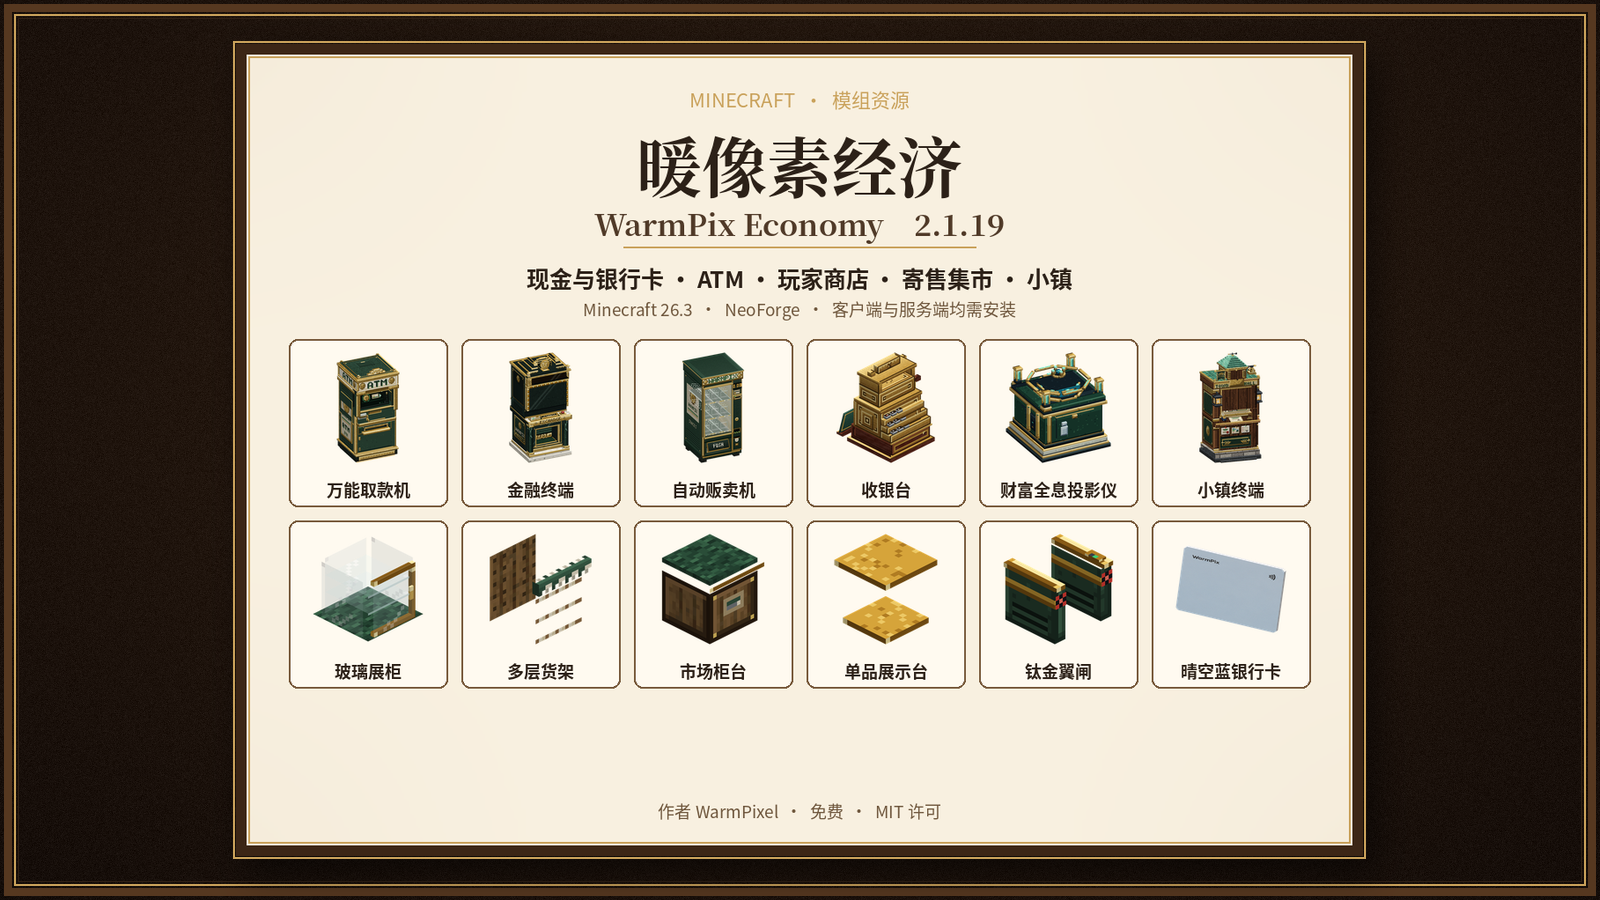 MINECRAFT · 模组资源
暖像素经济
WarmPix Economy 2.1.19
现金与银行卡 · ATM · 玩家商店 · 寄售集市 · 小镇
Minecraft 26.3 · NeoForge · 客户端与服务端均需安装
ATM
万能取款机
金融终端
自动贩卖机
收银台
财富全息投影仪
小镇终端
WarmPix
玻璃展柜
多层货架
市场柜台
单品展示台
钛金翼闸
晴空蓝银行卡
作者 WarmPixel · 免费 · MIT 许可